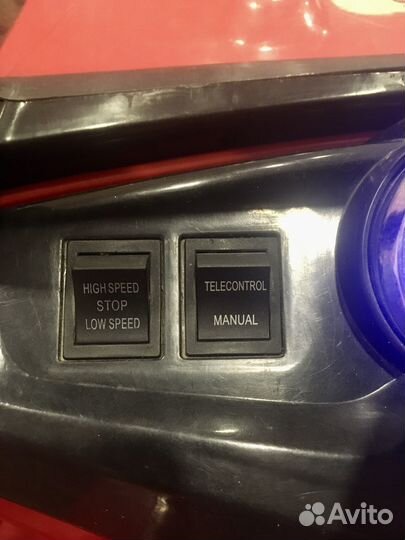 HIGH SPEED
STOP
LOW SPEED
TELECONTROL
MANUAL
Avito